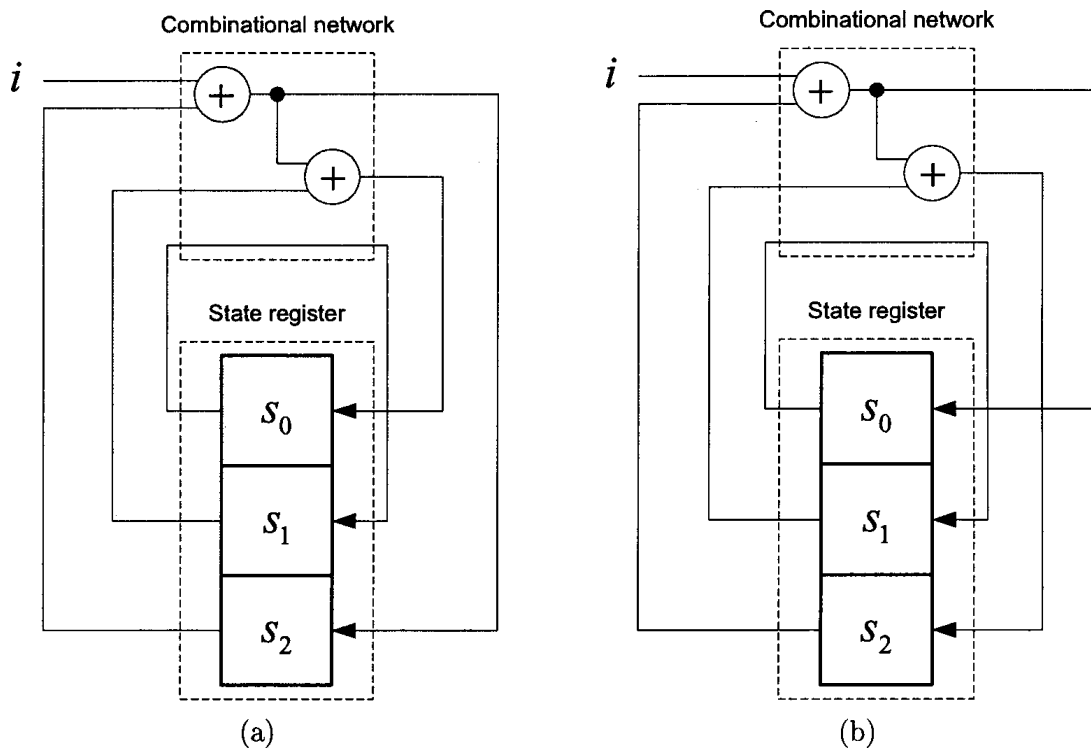 Combinational network
i
+
+
State register
s0
s1
s2
(a)
Combinational network
i
+
+
State register
s0
s1
s2
(b)